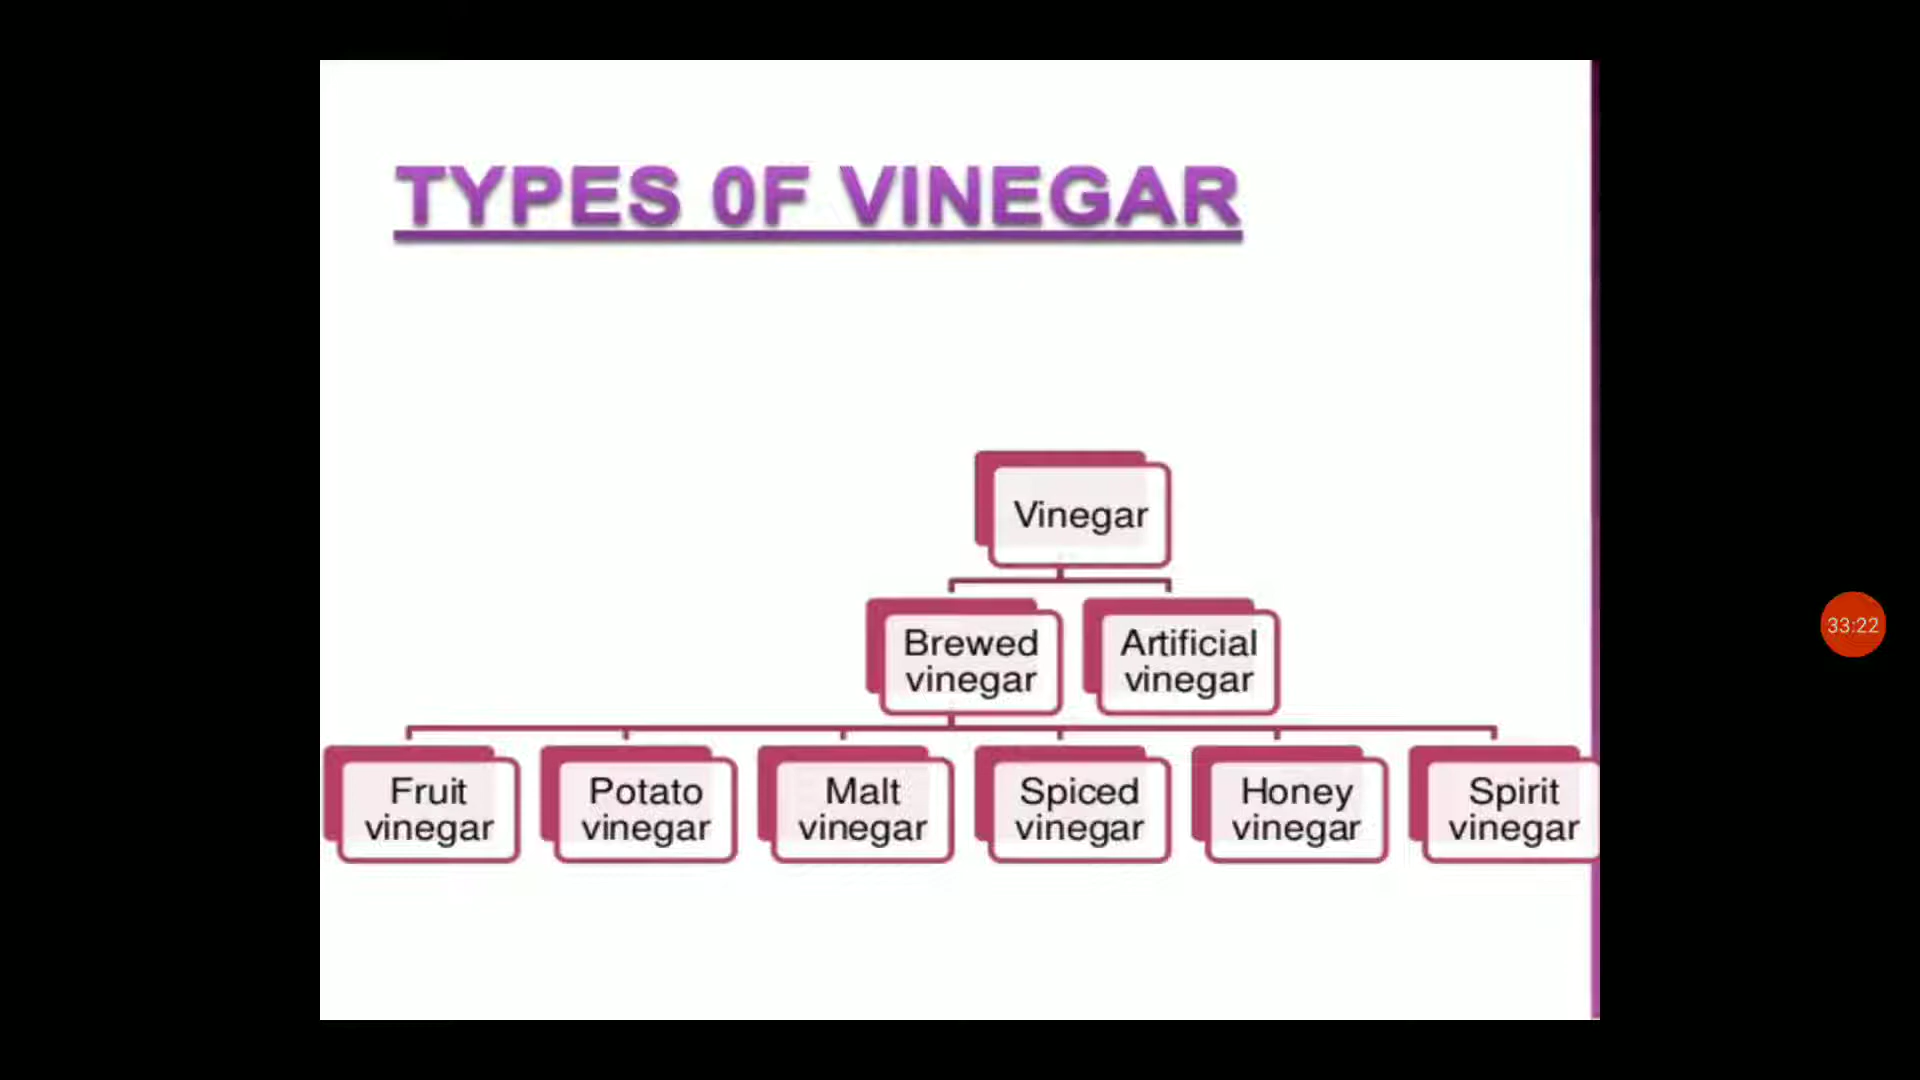 TYPES 0F VINEGAR
Vinegar
Brewed
vinegar
Artificial
vinegar
Fruit
vinegar
Potato
vinegar
Malt
vinegar
Spiced
vinegar
Honey
vinegar
Spirit
vinegar
33:22